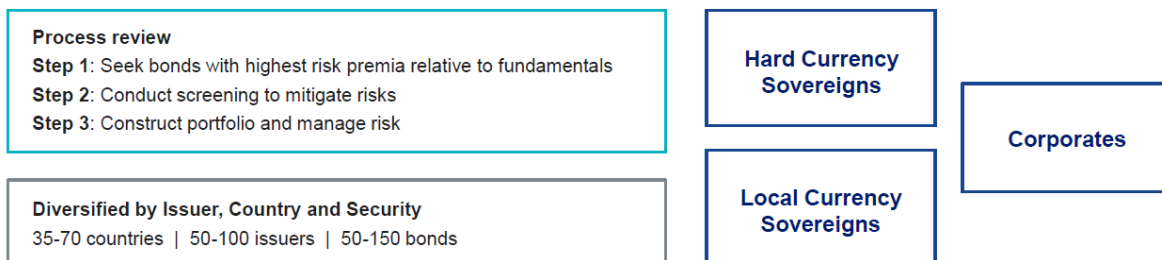 Process review
Step 1: Seek bonds with highest risk premia relative to fundamentals
Step 2: Conduct screening to mitigate risks
Step 3: Construct portfolio and manage risk
Diversified by Issuer, Country and Security
35-70 countries | 50-100 issuers | 50-150 bonds
Hard Currency
Sovereigns
Local Currency
Sovereigns
Corporates